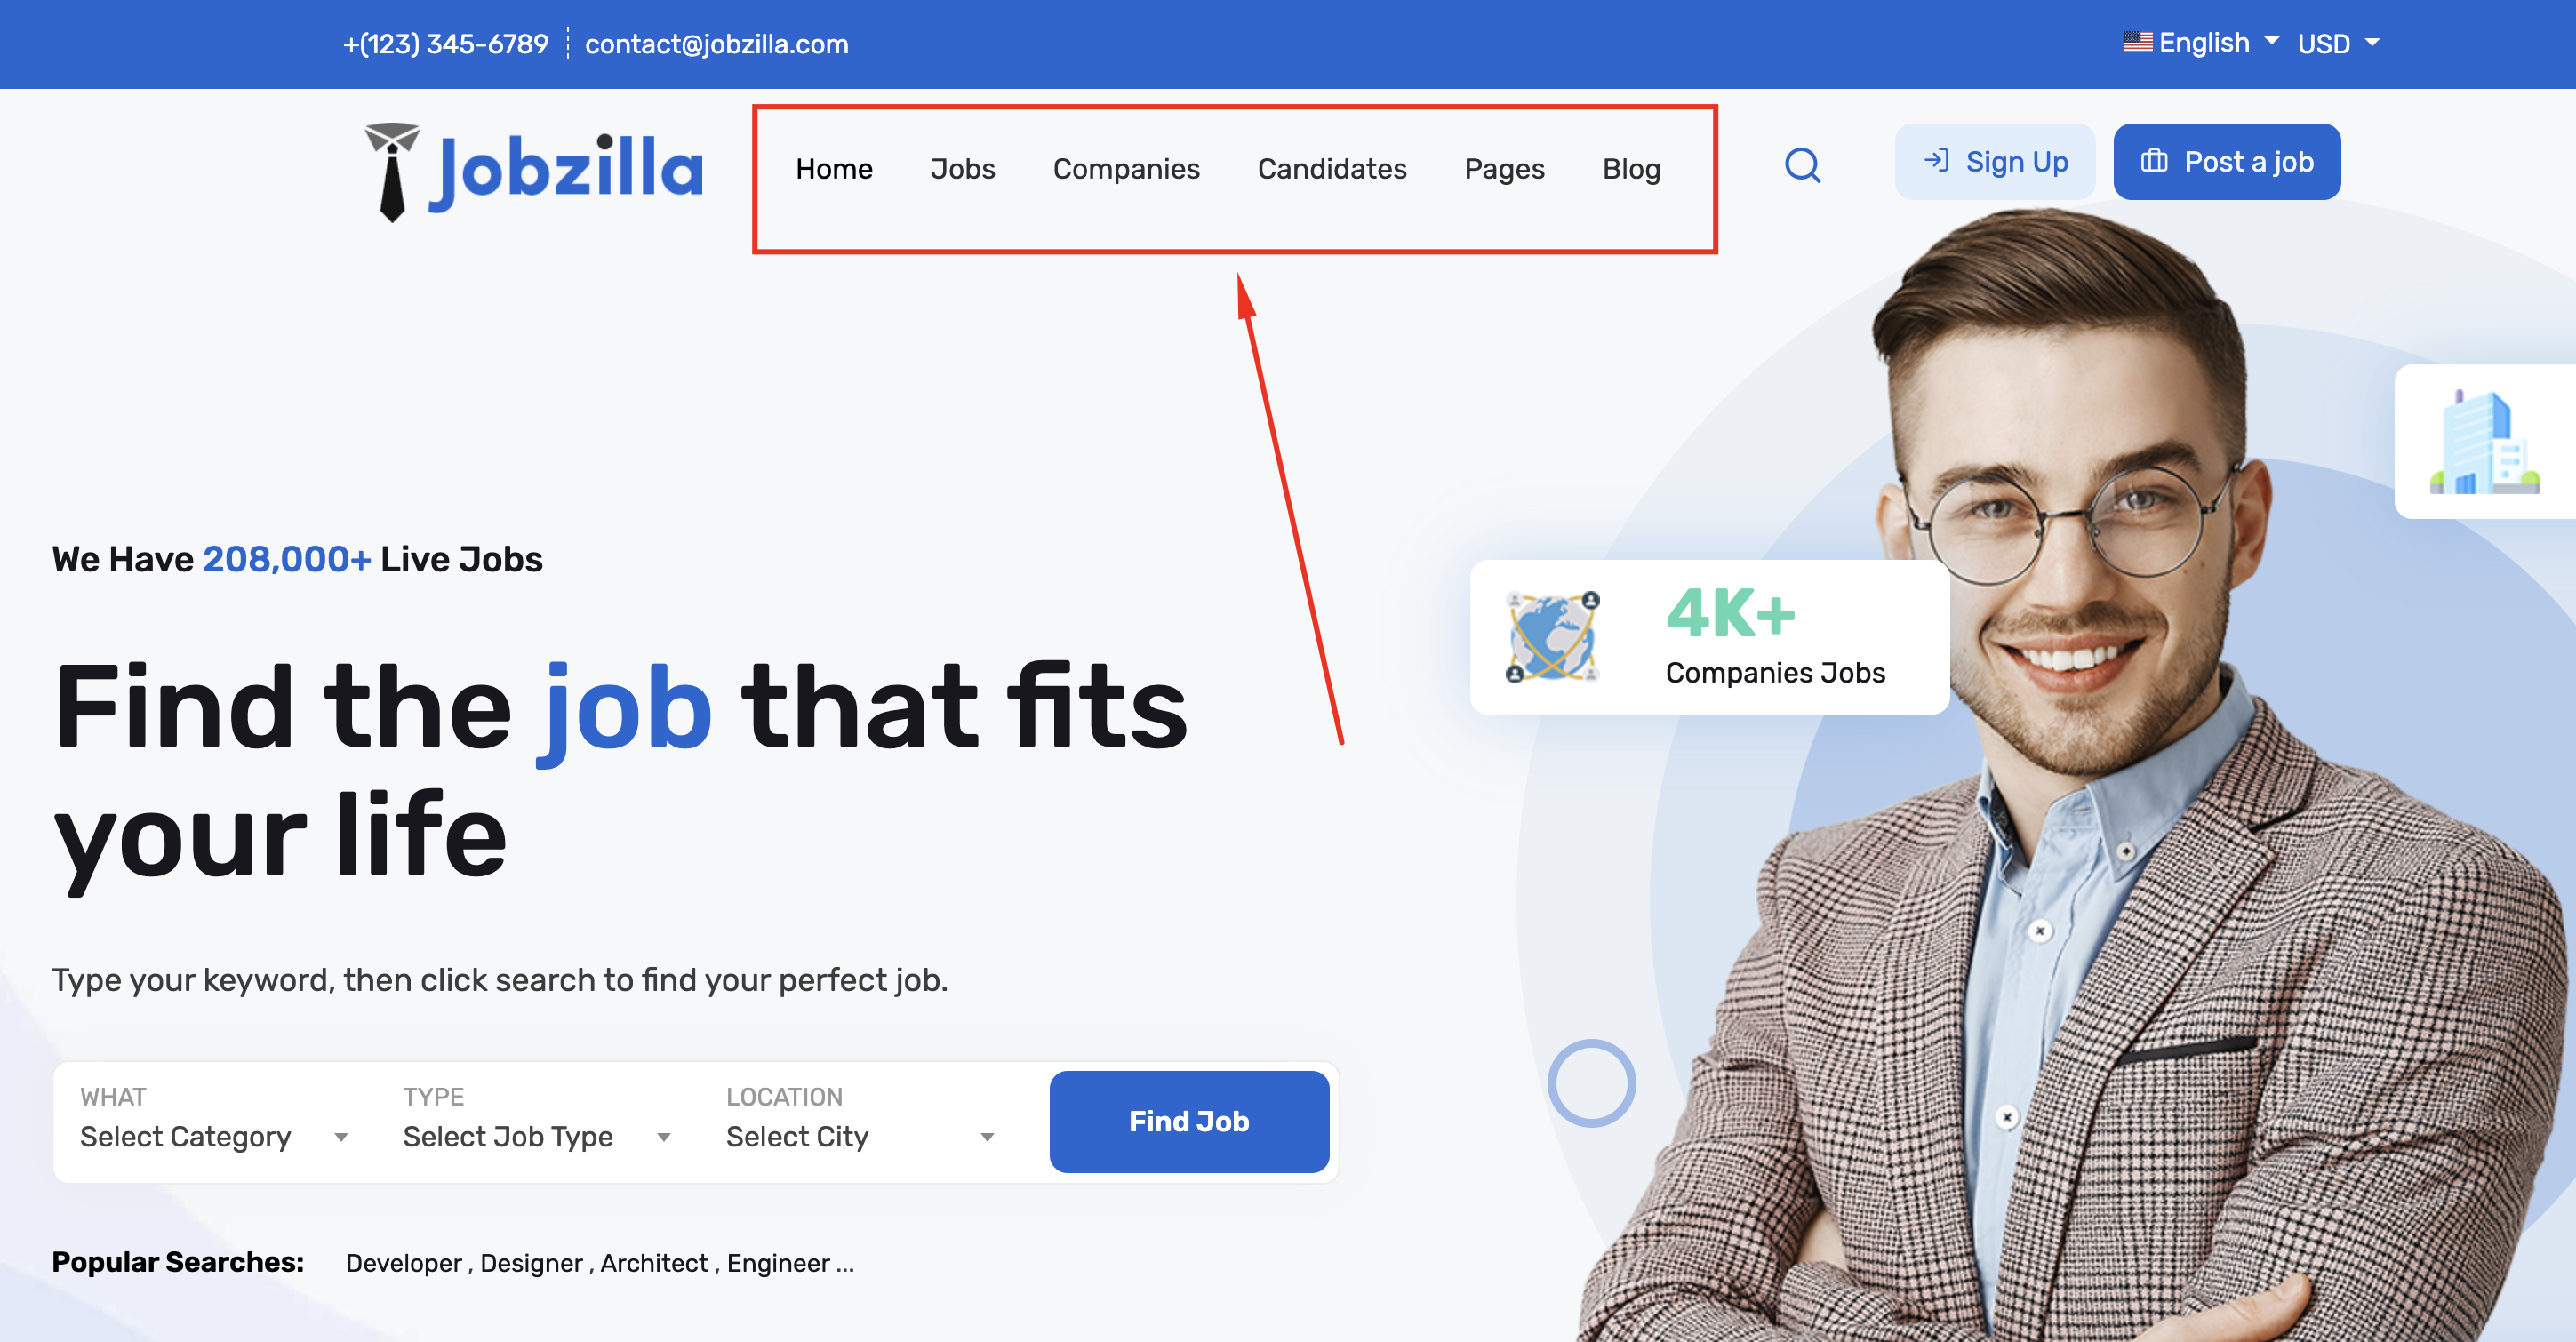 +(123) 345-6789 contact@jobzilla.com English USD
Jobzilla Home Jobs Companies Candidates Pages Blog Sign Up Post a job
We Have 208,000+ Live Jobs
Find the job that fits
your life
4K+
Companies Jobs
Type your keyword, then click search to find your perfect job.
WHAT TYPE LOCATION
Select Category Select Job Type Select City Find Job
Popular Searches: Developer , Designer , Architect , Engineer ...